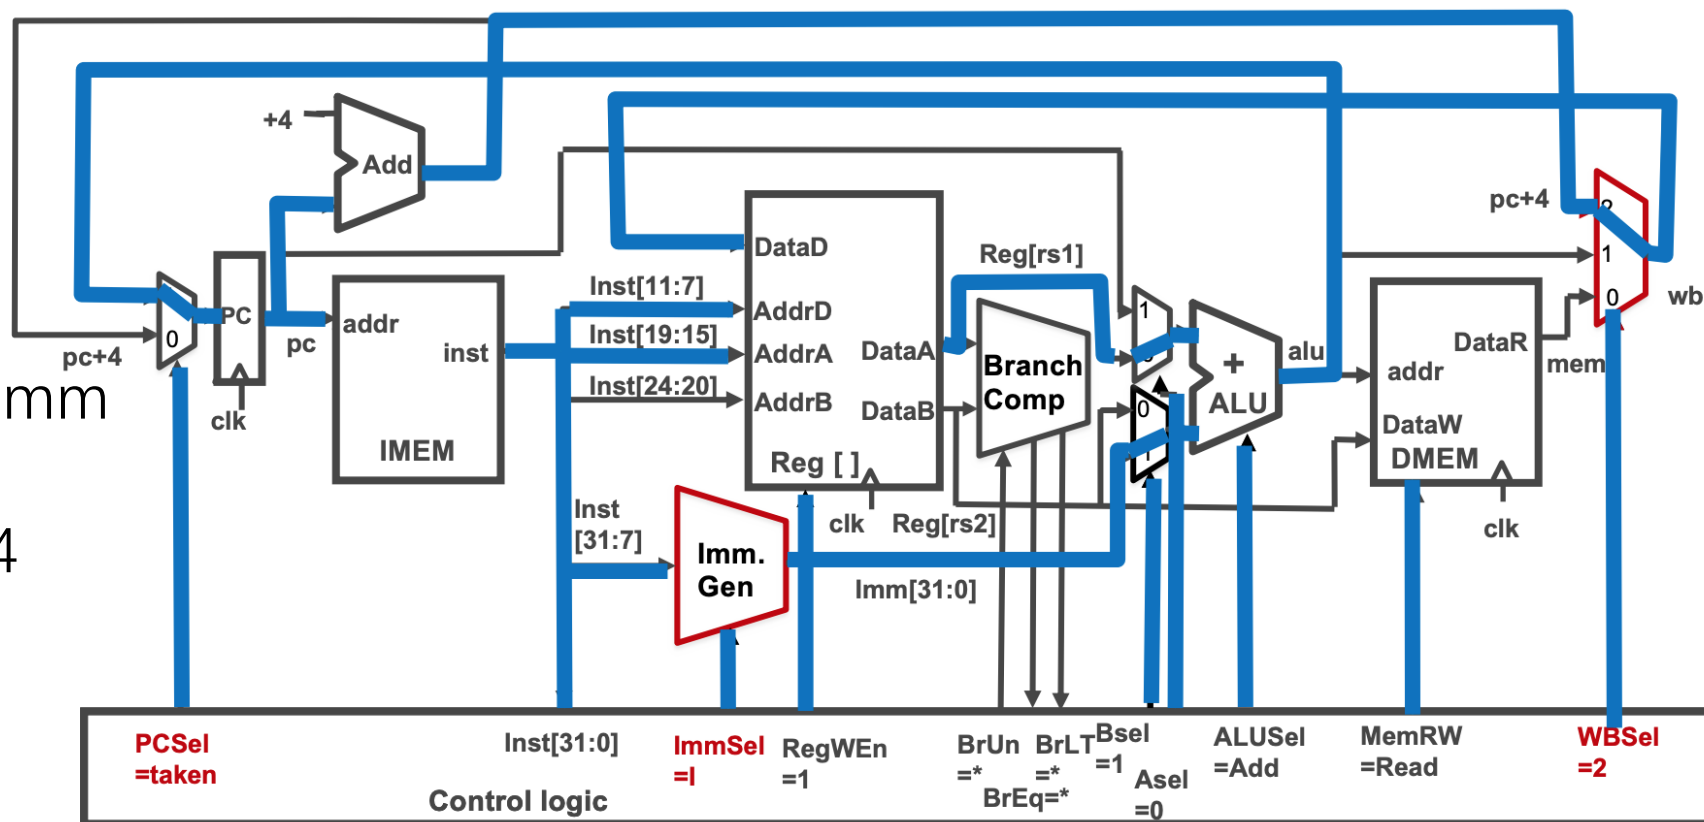 +4
Add
pc+4
2
DataD
Reg[rs1]
1
1
Inst[11:7]
AddrD
0
wb
PC
addr
Inst[19:15]
AddrA
DataA
Branch
Comp
+
ALU
alu
DataR
mem
0
pc+4
pc
inst
Inst[24:20]
AddrB
DataB
0
addr
DataW
DMEM
mm
clk
IMEM
Reg [ ]
1
clk
4
Inst
[31:7]
clk
Reg[rs2]
Imm.
Gen
Imm[31:0]
PCSel
=taken
Inst[31:0]
ImmSel
=I
RegWEn
=1
BrUn
=*
BrLT
=*
BrEq=*
Bsel
=1
Asel
=0
ALUSel
=Add
MemRW
=Read
WBSel
=2
Control logic